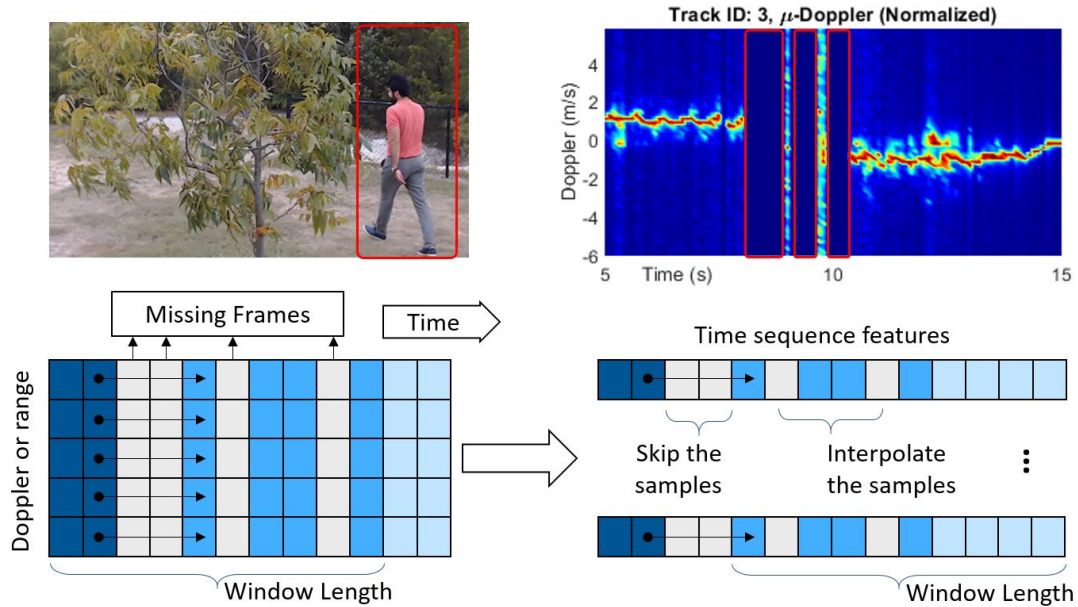 Track ID: 3, μ-Doppler (Normalized)
Doppler (m/s)
4
2
0
-2
-4
-6
5
Time (s)
10
15
Missing Frames
Time
Doppler or range
Window Length
Time sequence features
Skip the
samples
Interpolate
the samples
⋮
Window Length